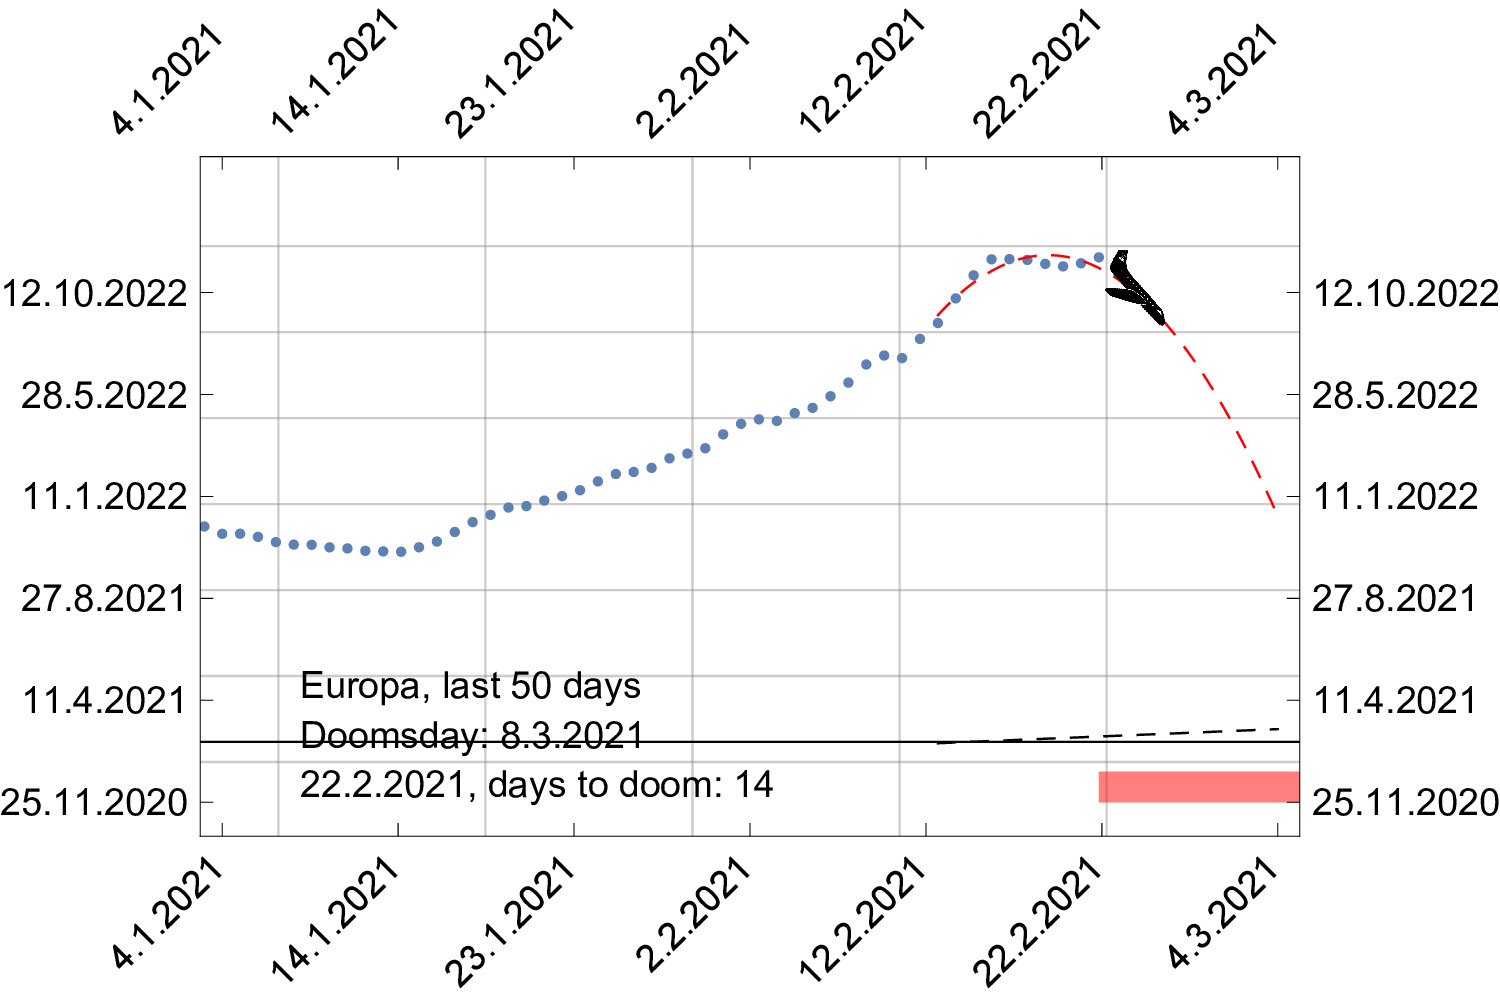 4.1.2021 14.1.2021 23.1.2021 2.2.2021 12.2.2021 22.2.2021 4.3.2021
12.10.2022 12.10.2022
28.5.2022 28.5.2022
11.1.2022 11.1.2022
27.8.2021 27.8.2021
Europa, last 50 days
11.4.2021 11.4.2021
Doomsday: 8.3.2021
22.2.2021, days to doom: 14
25.11.2020 25.11.2020
4.1.2021 14.1.2021 23.1.2021 2.2.2021 12.2.2021 22.2.2021 4.3.2021